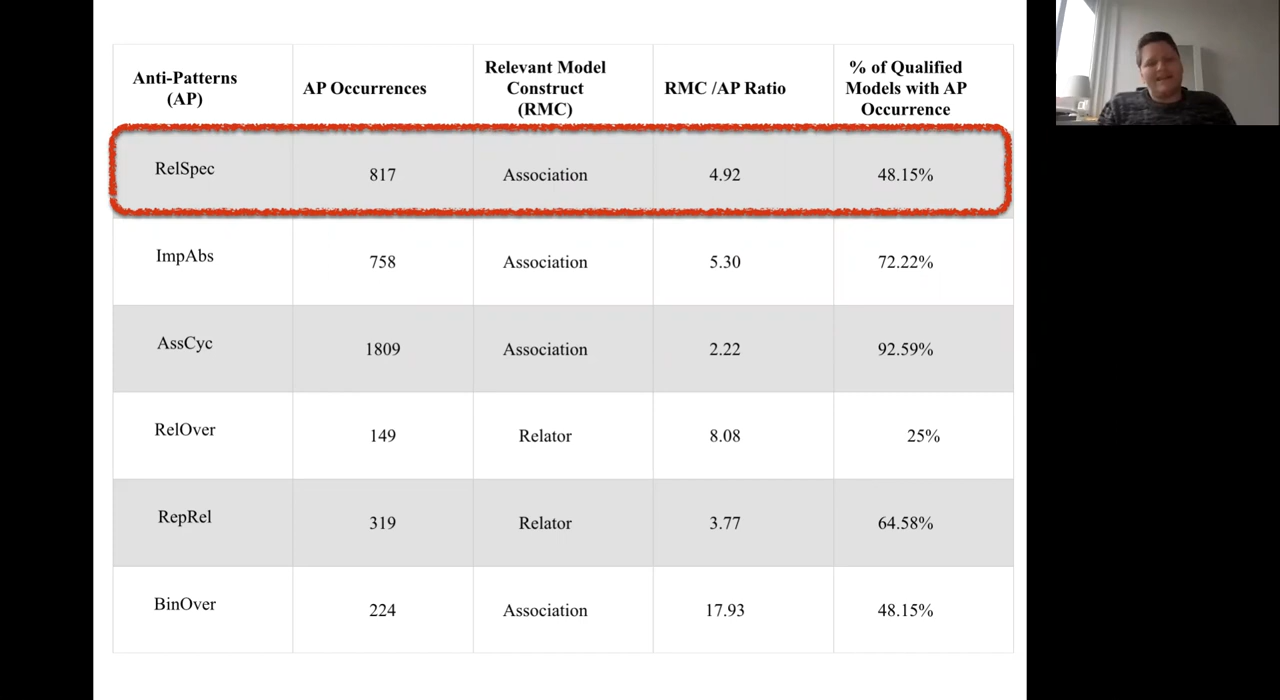 Anti-Patterns (AP) AP Occurrences Relevant Model Construct (RMC) RMC /AP Ratio % of Qualified Models with AP Occurrence
RelSpec 817 Association 4.92 48.15%
ImpAbs 758 Association 5.30 72.22%
AssCyc 1809 Association 2.22 92.59%
RelOver 149 Relator 8.08 25%
RepRel 319 Relator 3.77 64.58%
BinOver 224 Association 17.93 48.15%